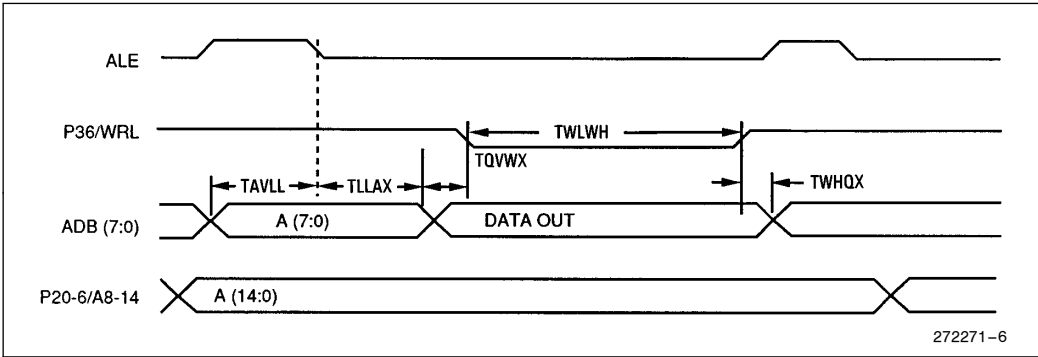 ALE
P36/WRL
TWLWH
TQVWX
TAVLL
TLLAX
TWHQX
ADB (7:0)
A (7:0)
DATA OUT
P20-6/A8-14
A (14:0)
272271–6